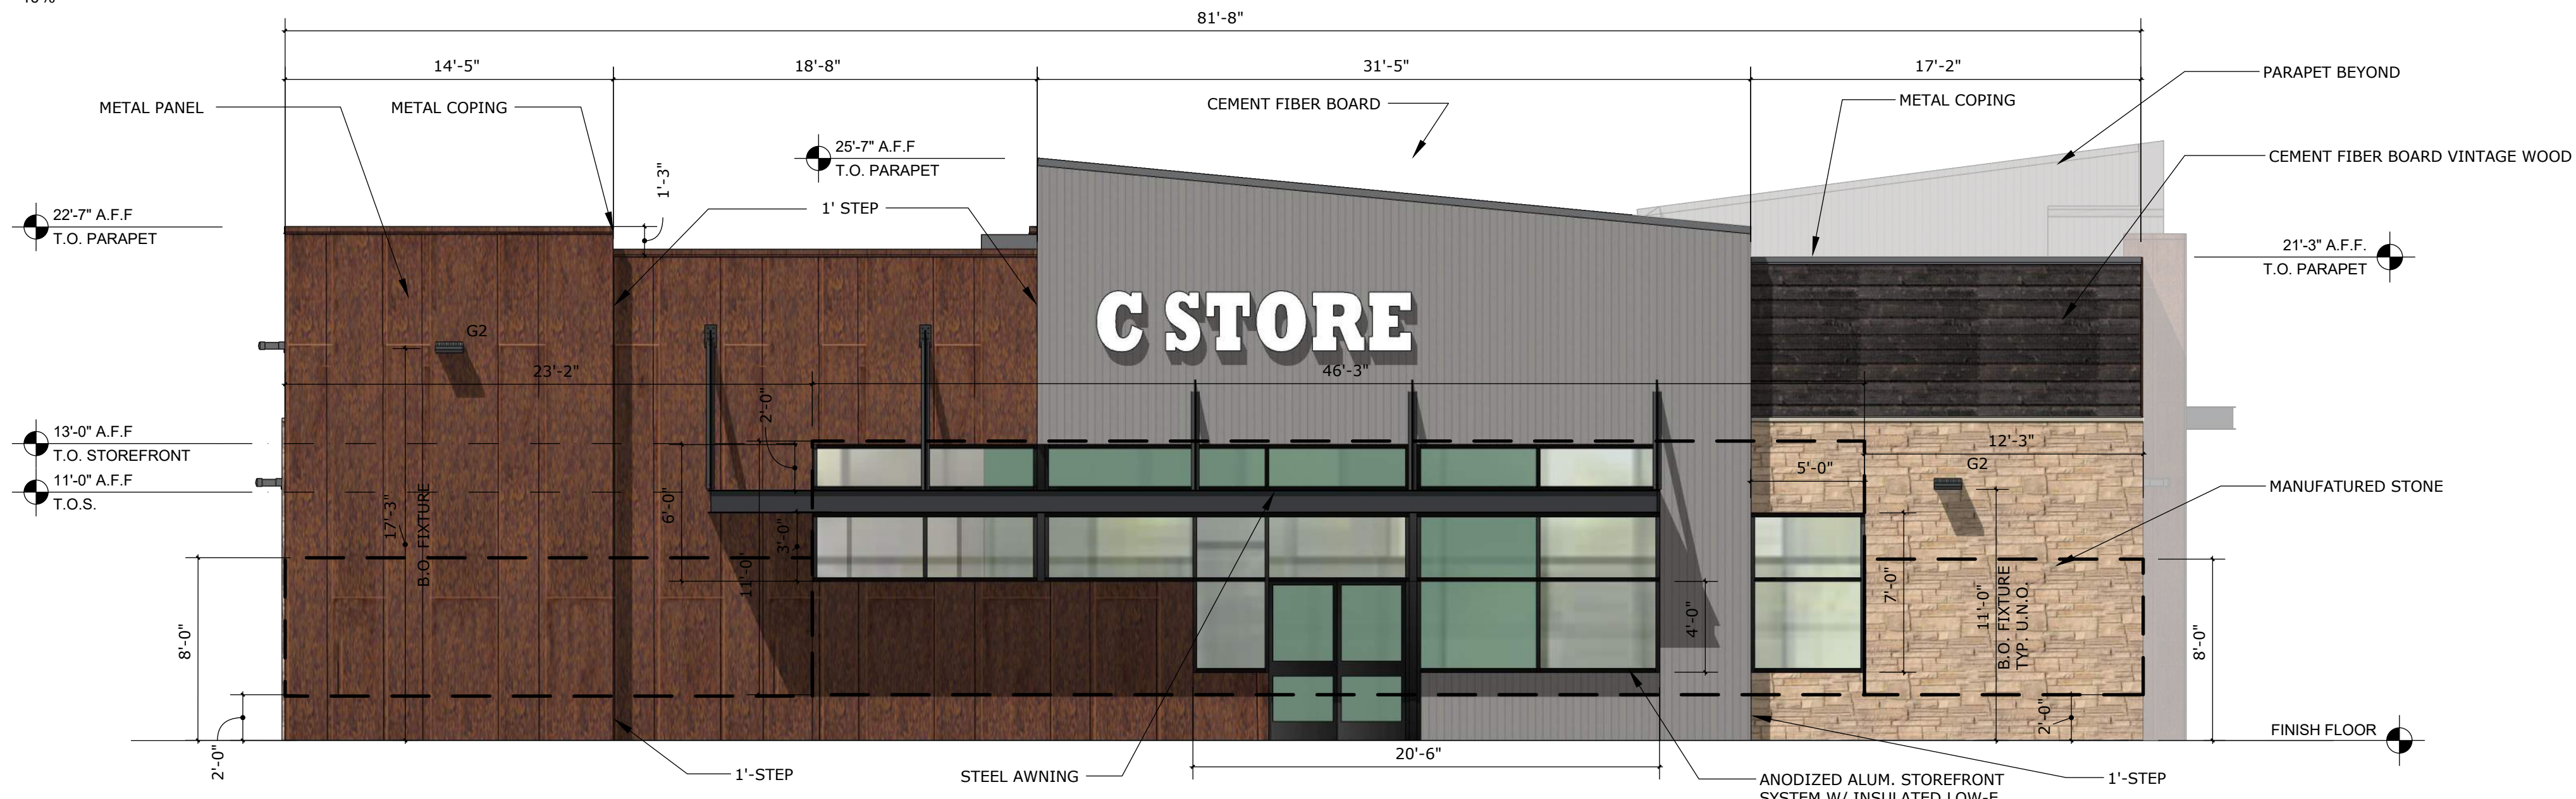 81'-8"
14'-5"
18'-8"
31'-5"
17'-2"
PARAPET BEYOND
METAL PANEL
METAL COPING
CEMENT FIBER BOARD
METAL COPING
25'-7" A.F.F
T.O. PARAPET
1'-3"
CEMENT FIBER BOARD VINTAGE WOOD
22'-7" A.F.F
T.O. PARAPET
1' STEP
21'-3" A.F.F.
T.O. PARAPET
C STORE
G2
23'-2"
46'-3"
2'-0"
13'-0" A.F.F
T.O. STOREFRONT
11'-0" A.F.F
T.O.S.
12'-3"
5'-0"
G2
MANUFATURED STONE
17'-3"
B.O. FIXTURE
6'-0"
3'-0"
11'-0"
7'-0"
4'-0"
11'-0"
B.O. FIXTURE
TYP. U.N.O.
8'-0"
8'-0"
2'-0"
2'-0"
FINISH FLOOR
20'-6"
1'-STEP
STEEL AWNING
ANODIZED ALUM. STOREFRONT
SYSTEM W/ INSULATED LOW-E
1'-STEP